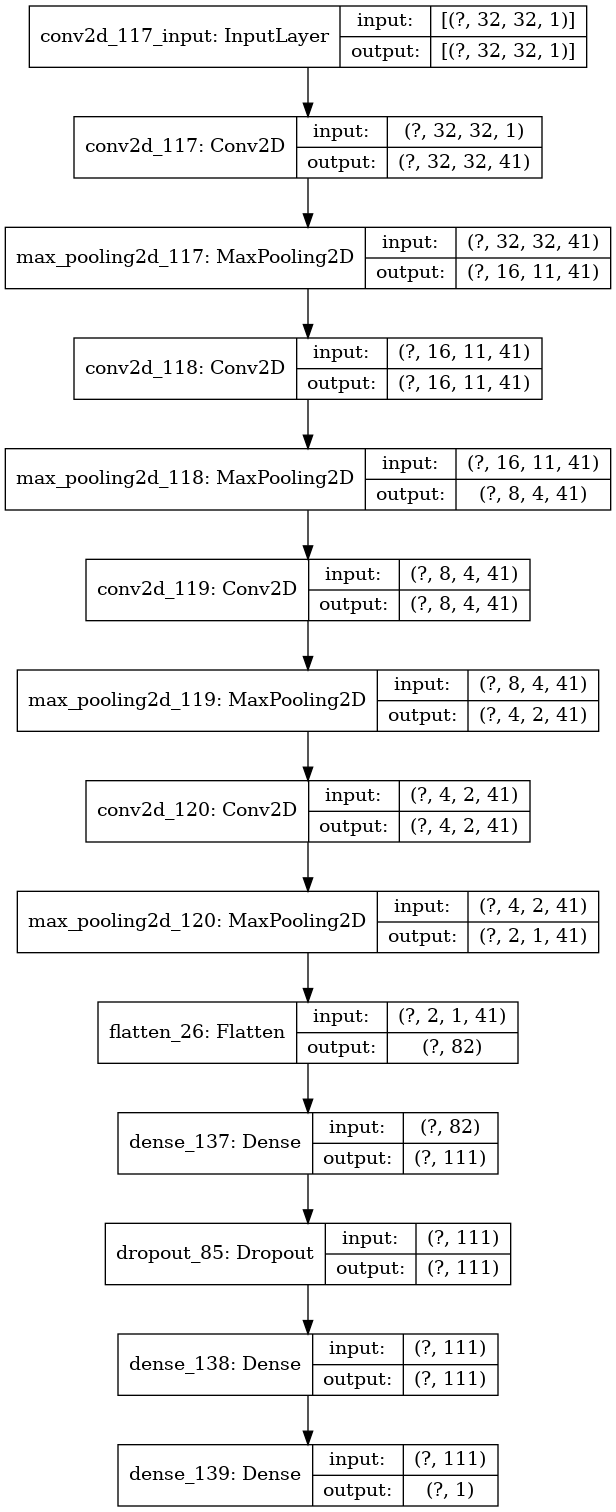 conv2d_117_input: InputLayer
input: [(?, 32, 32, 1)]
output: [(?, 32, 32, 1)]
conv2d_117: Conv2D
input: (?, 32, 32, 1)
output: (?, 32, 32, 41)
max_pooling2d_117: MaxPooling2D
input: (?, 32, 32, 41)
output: (?, 16, 11, 41)
conv2d_118: Conv2D
input: (?, 16, 11, 41)
output: (?, 16, 11, 41)
max_pooling2d_118: MaxPooling2D
input: (?, 16, 11, 41)
output: (?, 8, 4, 41)
conv2d_119: Conv2D
input: (?, 8, 4, 41)
output: (?, 8, 4, 41)
max_pooling2d_119: MaxPooling2D
input: (?, 8, 4, 41)
output: (?, 4, 2, 41)
conv2d_120: Conv2D
input: (?, 4, 2, 41)
output: (?, 4, 2, 41)
max_pooling2d_120: MaxPooling2D
input: (?, 4, 2, 41)
output: (?, 2, 1, 41)
flatten_26: Flatten
input: (?, 2, 1, 41)
output: (?, 82)
dense_137: Dense
input: (?, 82)
output: (?, 111)
dropout_85: Dropout
input: (?, 111)
output: (?, 111)
dense_138: Dense
input: (?, 111)
output: (?, 111)
dense_139: Dense
input: (?, 111)
output: (?, 1)